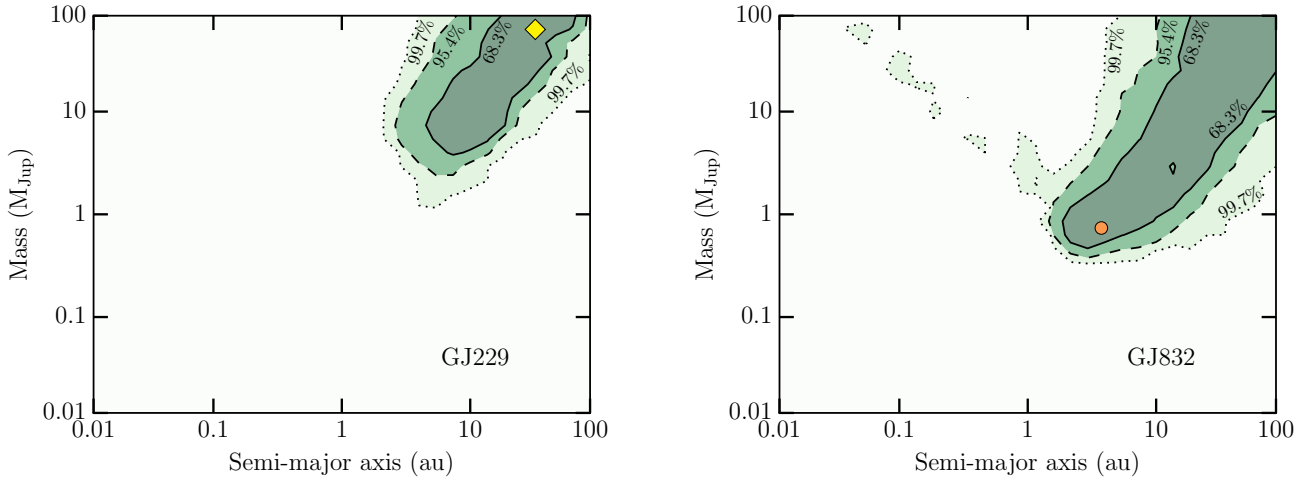 100
10
1
0.1
0.01
Mass (M_Jup)
99.7%
95.4%
68.3%
99.7%
GJ229
0.01 0.1 1 10 100
Semi-major axis (au)
100
10
1
0.1
0.01
Mass (M_Jup)
99.7%
95.4%
68.3%
68.3%
99.7%
GJ832
0.01 0.1 1 10 100
Semi-major axis (au)